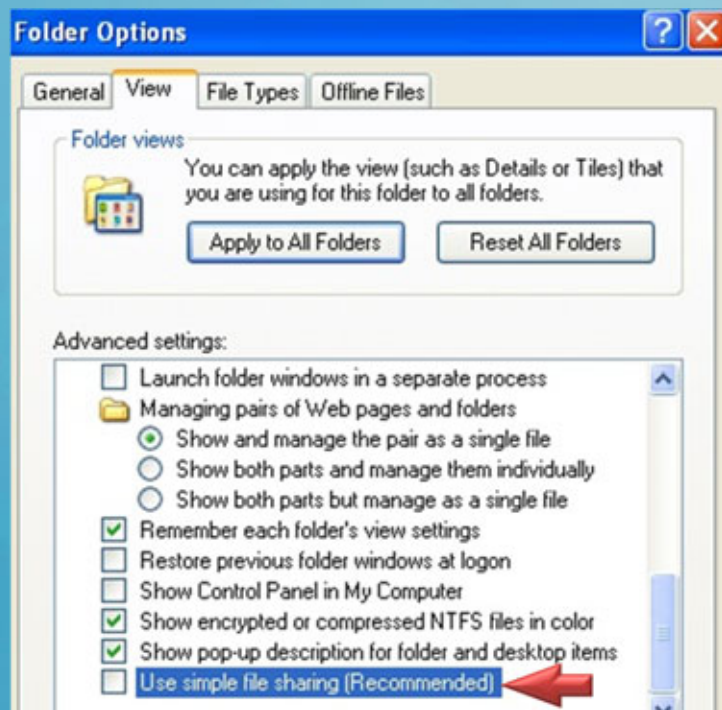 Folder Options
General View File Types Offline Files
Folder views
You can apply the view (such as Details or Tiles) that
you are using for this folder to all folders.
Apply to All Folders Reset All Folders
Advanced settings:
Launch folder windows in a separate process
Managing pairs of Web pages and folders
Show and manage the pair as a single file
Show both parts and manage them individually
Show both parts but manage as a single file
Remember each folder's view settings
Restore previous folder windows at logon
Show Control Panel in My Computer
Show encrypted or compressed NTFS files in color
Show pop-up description for folder and desktop items
Use simple file sharing (Recommended)